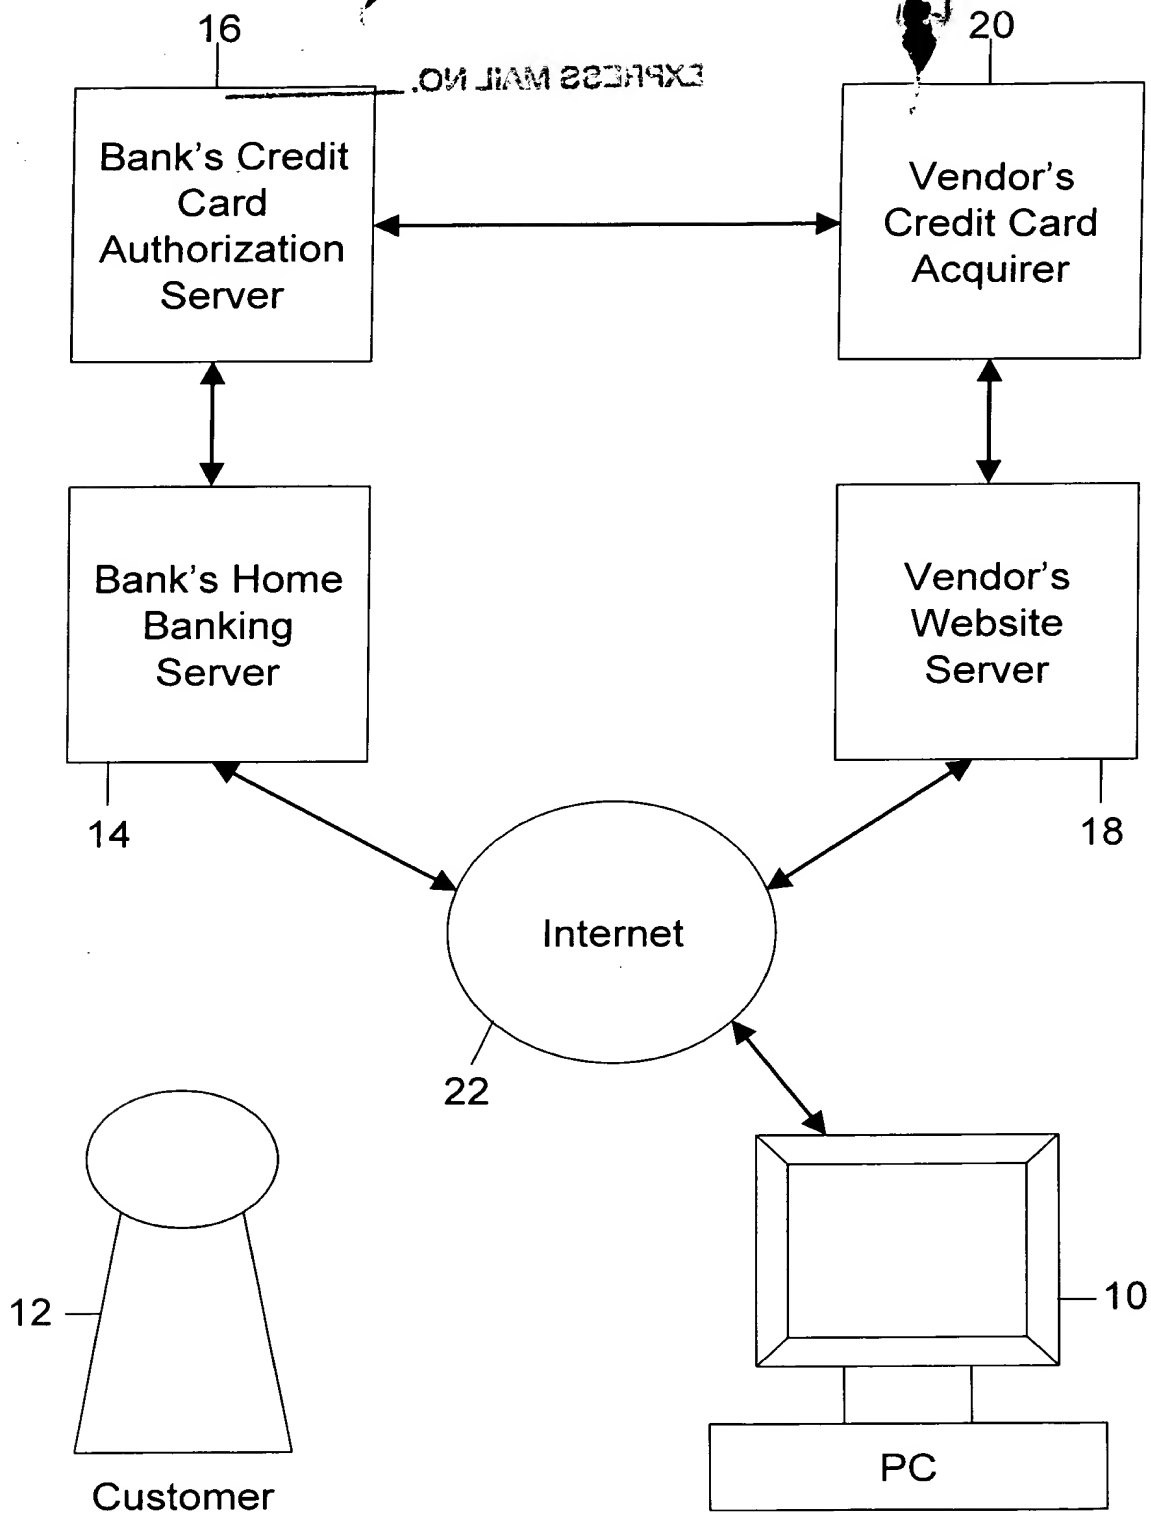 16
20
EXPRESS MAIL NO.
Bank's Credit
Card
Authorization
Server
Vendor's
Credit Card
Acquirer
Bank's Home
Banking
Server
Vendor's
Website
Server
14
18
Internet
22
12
10
PC
Customer